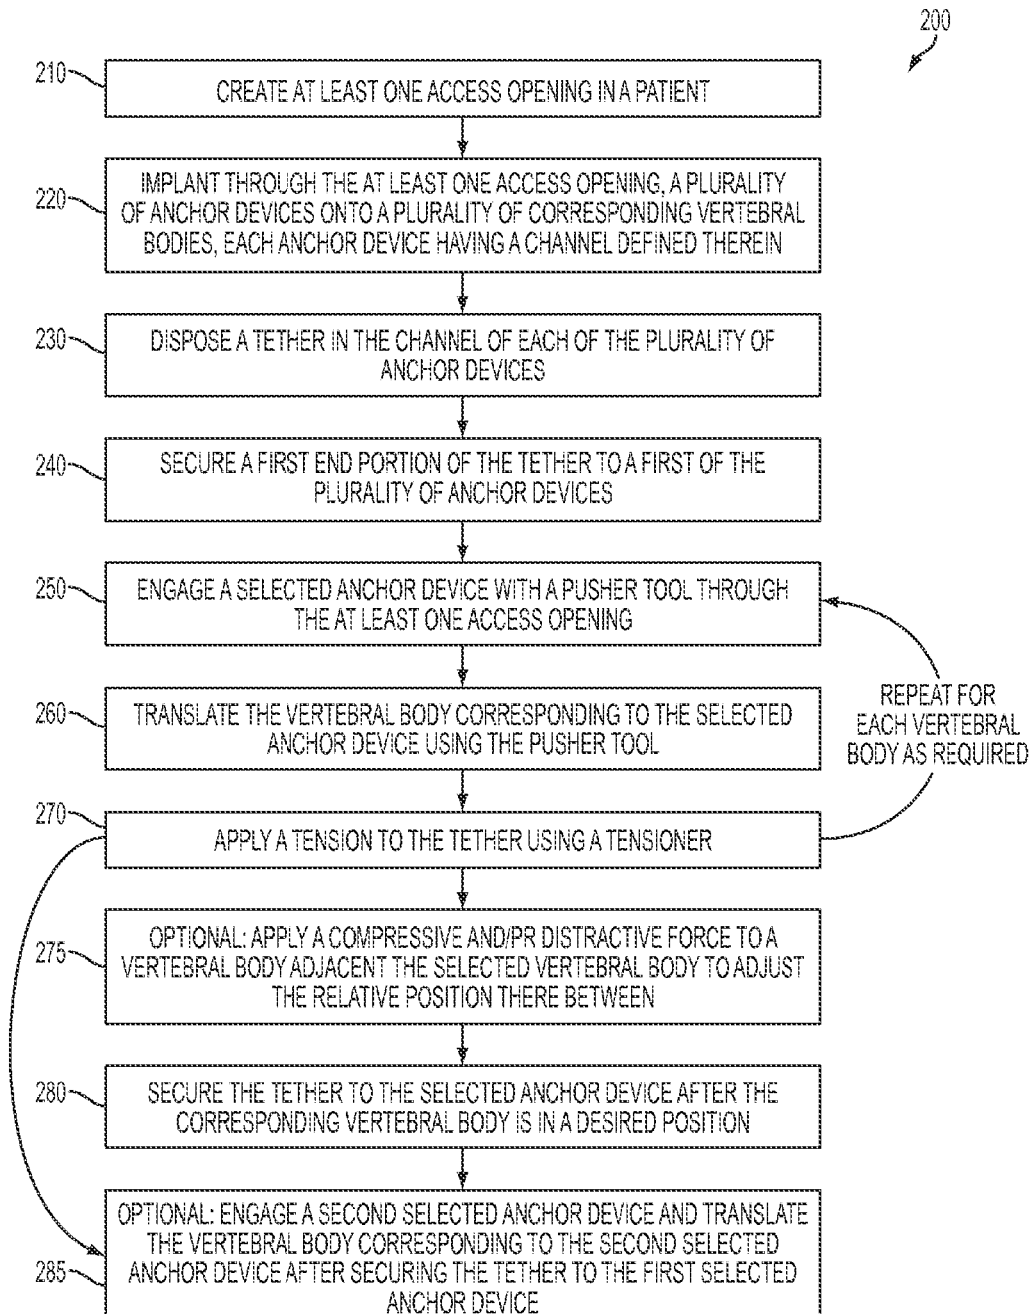 200
210
CREATE AT LEAST ONE ACCESS OPENING IN A PATIENT
220
IMPLANT THROUGH THE AT LEAST ONE ACCESS OPENING, A PLURALITY
OF ANCHOR DEVICES ONTO A PLURALITY OF CORRESPONDING VERTEBRAL
BODIES, EACH ANCHOR DEVICE HAVING A CHANNEL DEFINED THEREIN
230
DISPOSE A TETHER IN THE CHANNEL OF EACH OF THE PLURALITY OF
ANCHOR DEVICES
240
SECURE A FIRST END PORTION OF THE TETHER TO A FIRST OF THE
PLURALITY OF ANCHOR DEVICES
250
ENGAGE A SELECTED ANCHOR DEVICE WITH A PUSHER TOOL THROUGH
THE AT LEAST ONE ACCESS OPENING
260
TRANSLATE THE VERTEBRAL BODY CORRESPONDING TO THE SELECTED
ANCHOR DEVICE USING THE PUSHER TOOL
REPEAT FOR
EACH VERTEBRAL
BODY AS REQUIRED
270
APPLY A TENSION TO THE TETHER USING A TENSIONER
275
OPTIONAL: APPLY A COMPRESSIVE AND/PR DISTRACTIVE FORCE TO A
VERTEBRAL BODY ADJACENT THE SELECTED VERTEBRAL BODY TO ADJUST
THE RELATIVE POSITION THERE BETWEEN
280
SECURE THE TETHER TO THE SELECTED ANCHOR DEVICE AFTER THE
CORRESPONDING VERTEBRAL BODY IS IN A DESIRED POSITION
285
OPTIONAL: ENGAGE A SECOND SELECTED ANCHOR DEVICE AND TRANSLATE
THE VERTEBRAL BODY CORRESPONDING TO THE SECOND SELECTED
ANCHOR DEVICE AFTER SECURING THE TETHER TO THE FIRST SELECTED
ANCHOR DEVICE